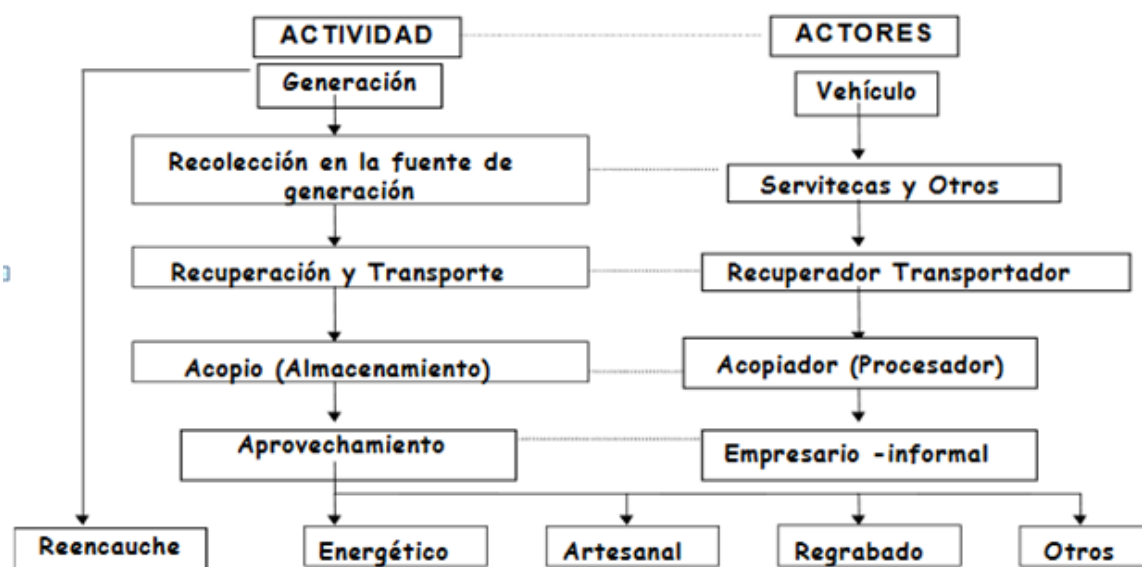 ACTIVIDAD
ACTORES
Generación
Vehículo
Recolección en la fuente de
generación
Servitecas y Otros
Recuperación y Transporte
Recuperador Transportador
Acopio (Almacenamiento)
Acopiador (Procesador)
Aprovechamiento
Empresario -informal
Reencauche
Energético
Artesanal
Regrabado
Otros